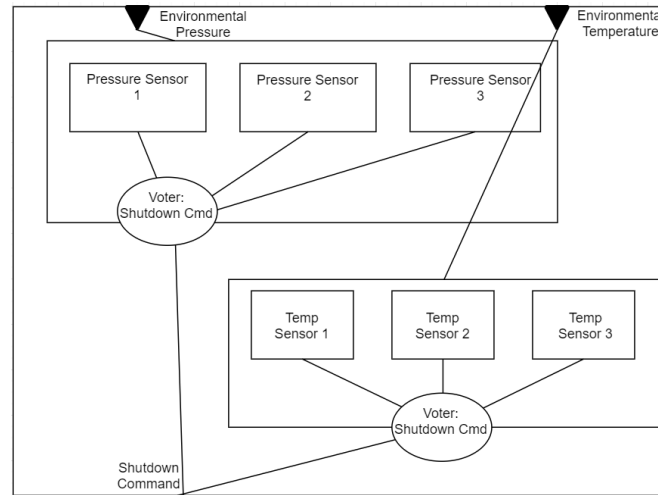 Environmental
Pressure
Environmental
Temperature
Pressure Sensor
1
Pressure Sensor
2
Pressure Sensor
3
Voter:
Shutdown Cmd
Temp
Sensor 1
Temp
Sensor 2
Temp
Sensor 3
Voter:
Shutdown Cmd
Shutdown
Command